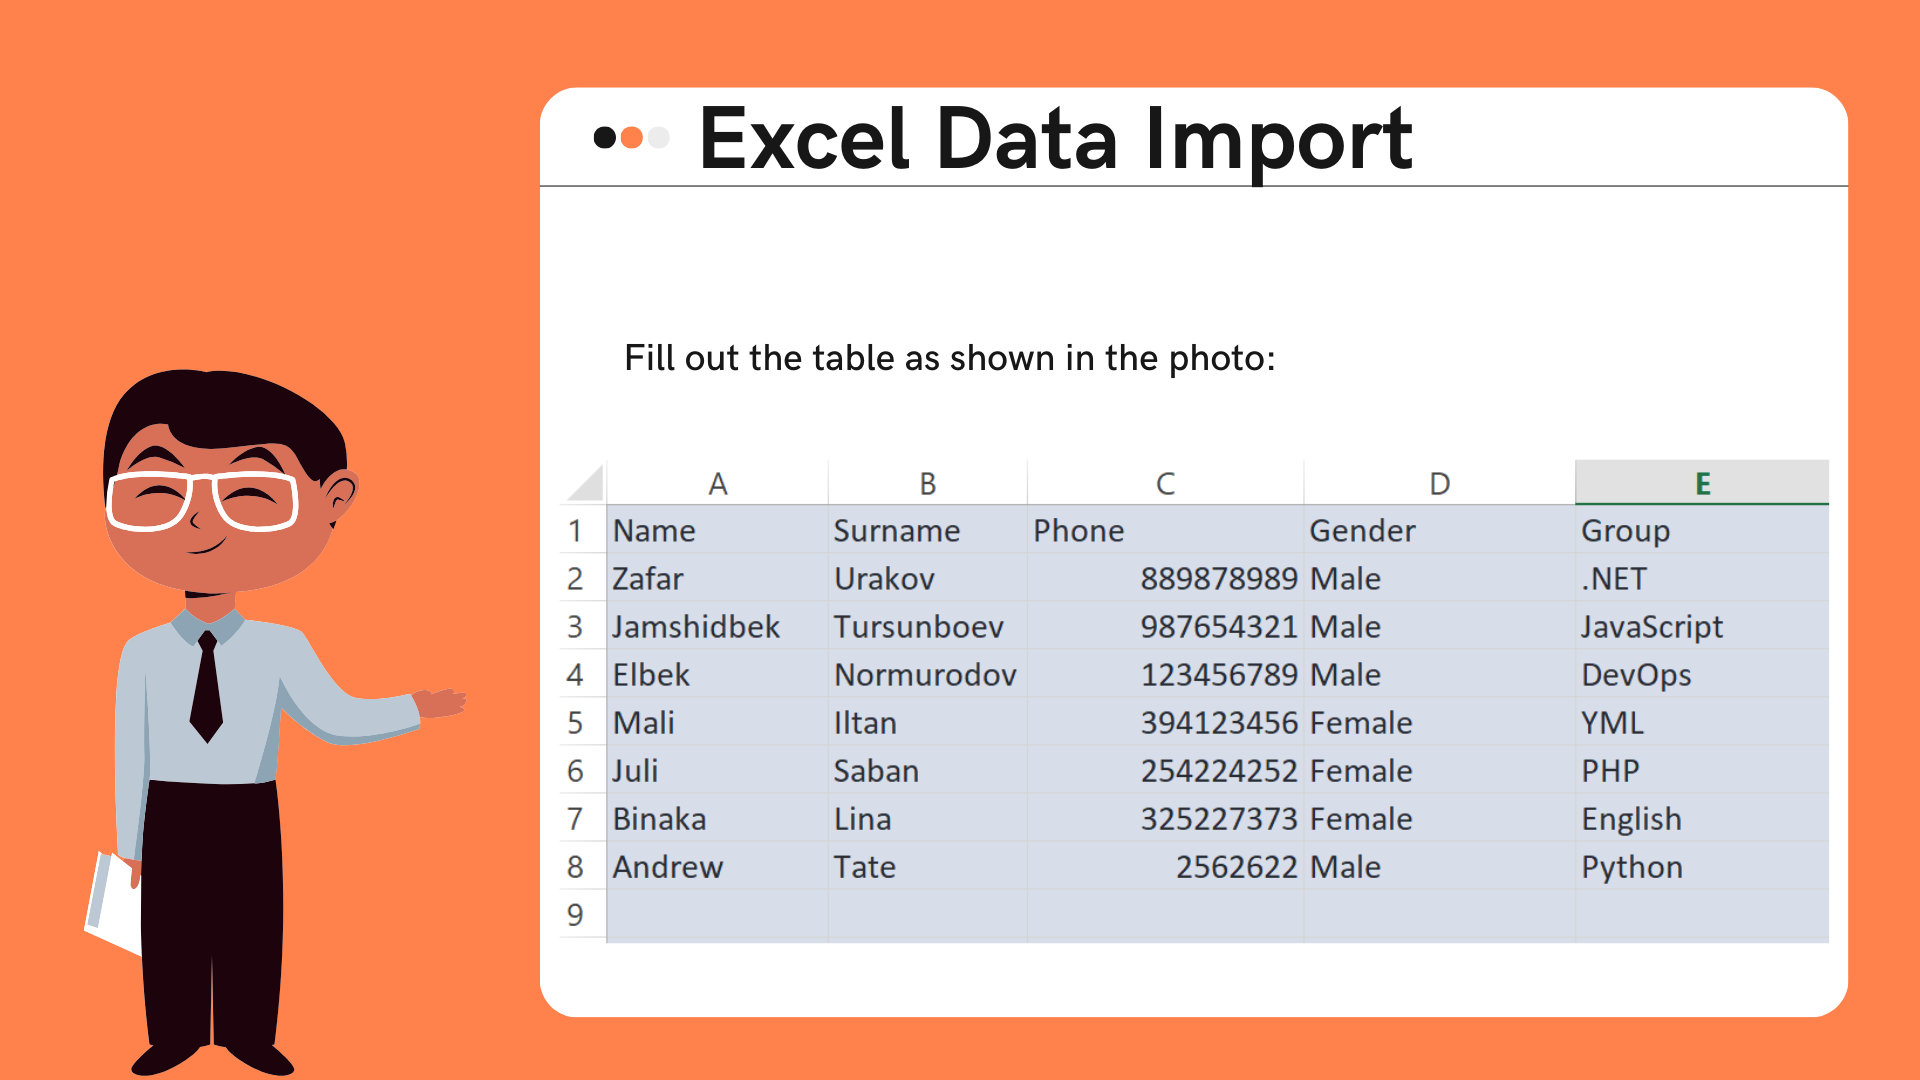 Excel Data Import
Fill out the table as shown in the photo:
A B C D E
1 Name Surname Phone Gender Group
2 Zafar Urakov 889878989 Male .NET
3 Jamshidbek Tursunboev 987654321 Male JavaScript
4 Elbek Normurodov 123456789 Male DevOps
5 Mali Iltan 394123456 Female YML
6 Juli Saban 254224252 Female PHP
7 Binaka Lina 325227373 Female English
8 Andrew Tate 2562622 Male Python
9